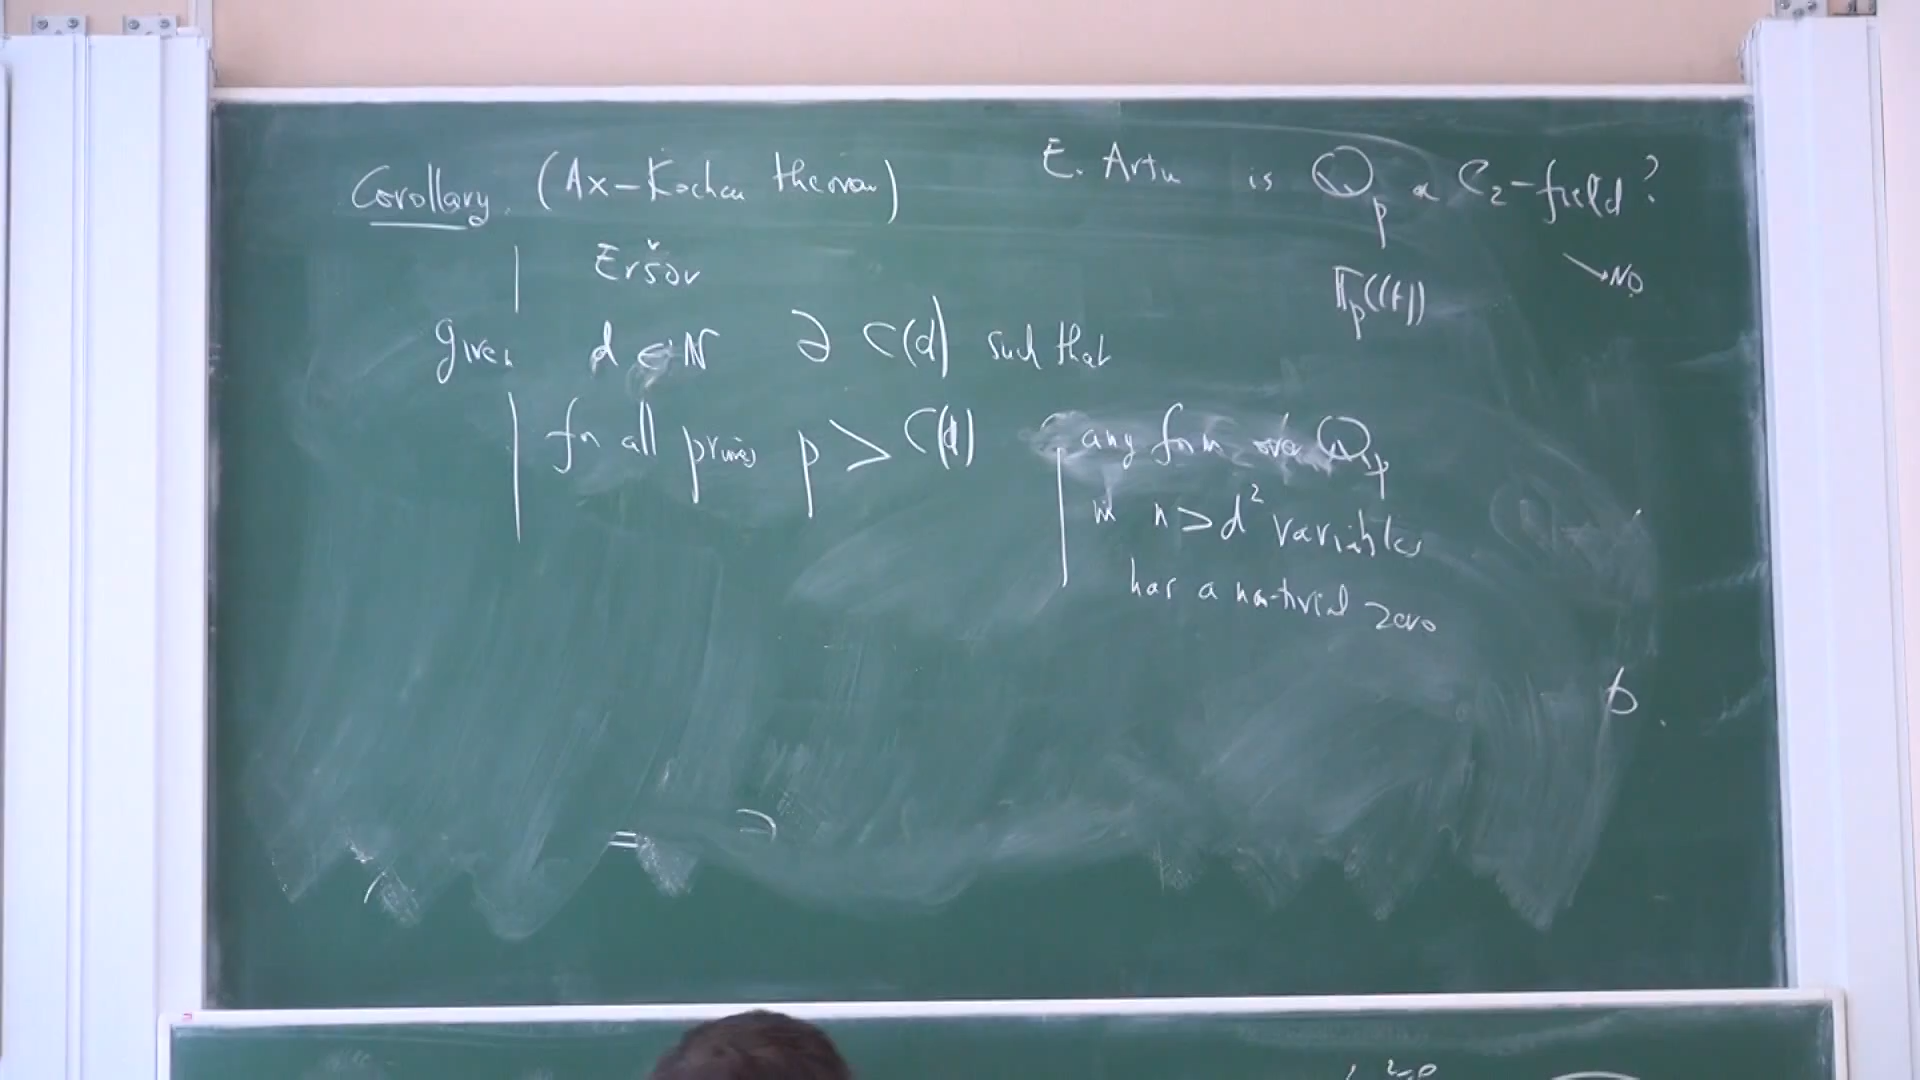 Corollary. (Ax-Kochen theorem)
Eršov
given d ∈ ℕ ∃ C(d) such that
for all primes p > C(d)
any form over ℚ_p
in n > d² variables
has a non-trivial zero
E. Artin is ℚ_p a C₂-field?
→ NO
𝔽_p((t))